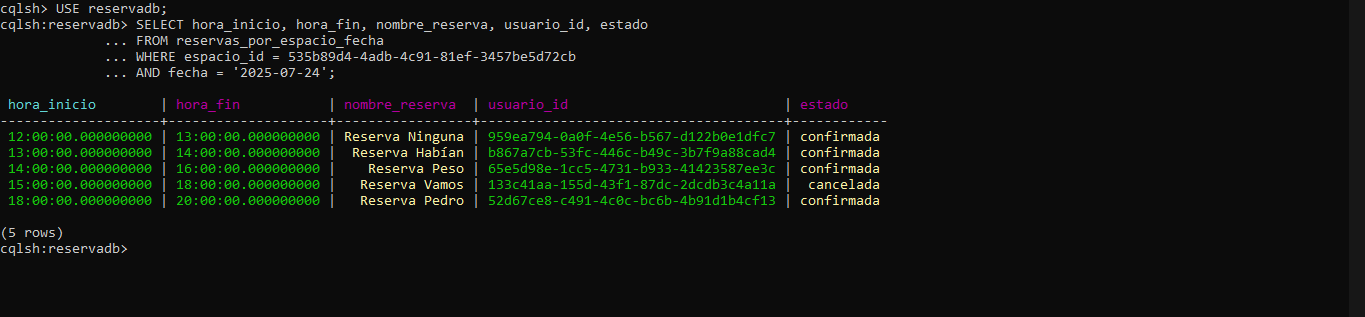 cqlsh> USE reservadb;
cqlsh:reservadb> SELECT hora_inicio, hora_fin, nombre_reserva, usuario_id, estado
             ... FROM reservas_por_espacio_fecha
             ... WHERE espacio_id = 535b89d4-4adb-4c91-81ef-3457be5d72cb
             ... AND fecha = '2025-07-24';
 hora_inicio        | hora_fin           | nombre_reserva  | usuario_id                           | estado
--------------------+--------------------+-----------------+--------------------------------------+------------
 12:00:00.000000000 | 13:00:00.000000000 | Reserva Ninguna | 959ea794-0a0f-4e56-b567-d122b0e1dfc7 | confirmada
 13:00:00.000000000 | 14:00:00.000000000 |  Reserva Habían | b867a7cb-53fc-446c-b49c-3b7f9a88cad4 | confirmada
 14:00:00.000000000 | 16:00:00.000000000 |    Reserva Peso | 65e5d98e-1cc5-4731-b933-41423587ee3c | confirmada
 15:00:00.000000000 | 18:00:00.000000000 |   Reserva Vamos | 133c41aa-155d-43f1-87dc-2dcdb3c4a11a |  cancelada
 18:00:00.000000000 | 20:00:00.000000000 |   Reserva Pedro | 52d67ce8-c491-4c0c-bc6b-4b91d1b4cf13 | confirmada
(5 rows)
cqlsh:reservadb>